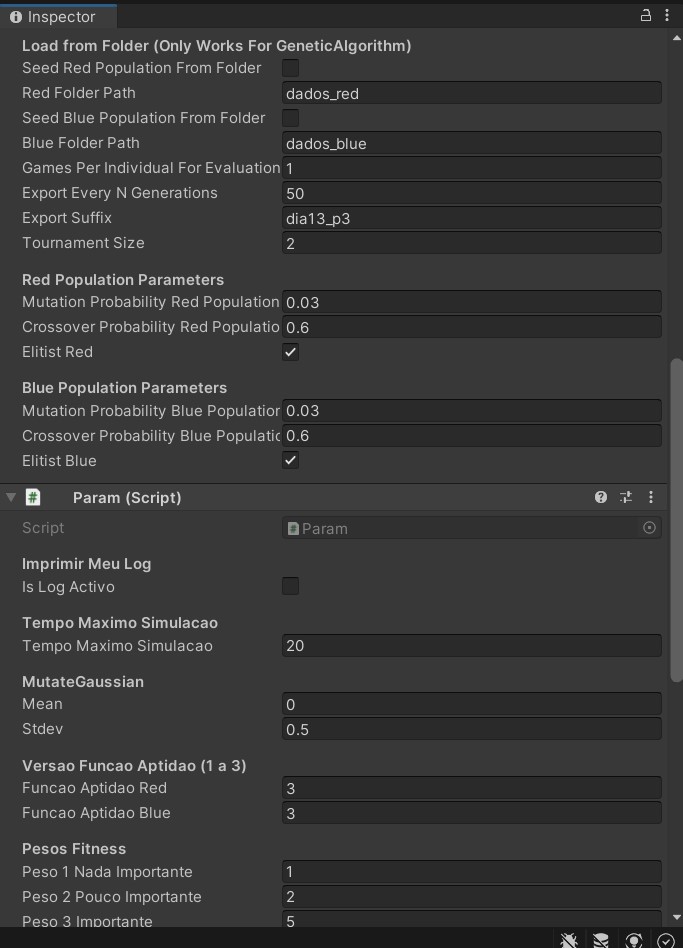 Inspector
Load from Folder (Only Works For GeneticAlgorithm)
Seed Red Population From Folder
Red Folder Path dados_red
Seed Blue Population From Folder
Blue Folder Path dados_blue
Games Per Individual For Evaluation 1
Export Every N Generations 50
Export Suffix dia13_p3
Tournament Size 2
Red Population Parameters
Mutation Probability Red Population 0.03
Crossover Probability Red Populatio 0.6
Elitist Red
Blue Population Parameters
Mutation Probability Blue Population 0.03
Crossover Probability Blue Populatic 0.6
Elitist Blue
# Param (Script)
Script # Param
Imprimir Meu Log
Is Log Activo
Tempo Maximo Simulacao
Tempo Maximo Simulacao 20
MutateGaussian
Mean 0
Stdev 0.5
Versao Funcao Aptidao (1 a 3)
Funcao Aptidao Red 3
Funcao Aptidao Blue 3
Pesos Fitness
Peso 1 Nada Importante 1
Peso 2 Pouco Importante 2
Peso 3 Importante 5